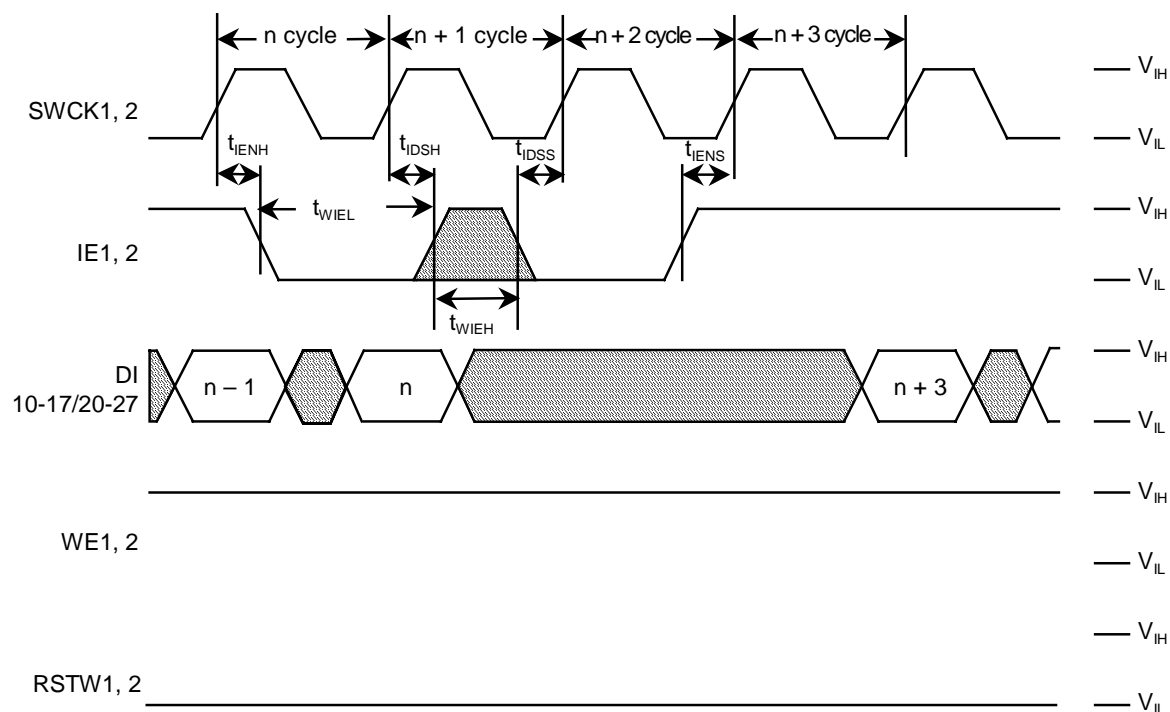 n cycle n + 1 cycle n + 2 cycle n + 3 cycle
V_IH
SWCK1, 2
V_IL
t_IENH t_IDSH t_IDSS t_IENS
t_WIEL
V_IH
IE1, 2
V_IL
t_WIEH
V_IH
DI
10-17/20-27
n – 1 n n + 3
V_IL
V_IH
WE1, 2
V_IL
V_IH
RSTW1, 2
V_IL